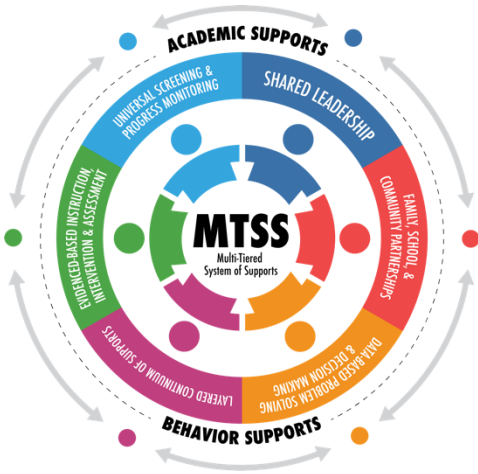 ACADEMIC SUPPORTS
UNIVERSAL SCREENING &
PROGRESS MONITORING
SHARED LEADERSHIP
FAMILY, SCHOOL, &
COMMUNITY PARTNERSHIPS
DATA-BASED PROBLEM SOLVING
& DECISION MAKING
LAYERED CONTINUUM OF SUPPORTS
EVIDENCED-BASED INSTRUCTION,
INTERVENTION & ASSESSMENT
MTSS
Multi-Tiered
System of Supports
BEHAVIOR SUPPORTS